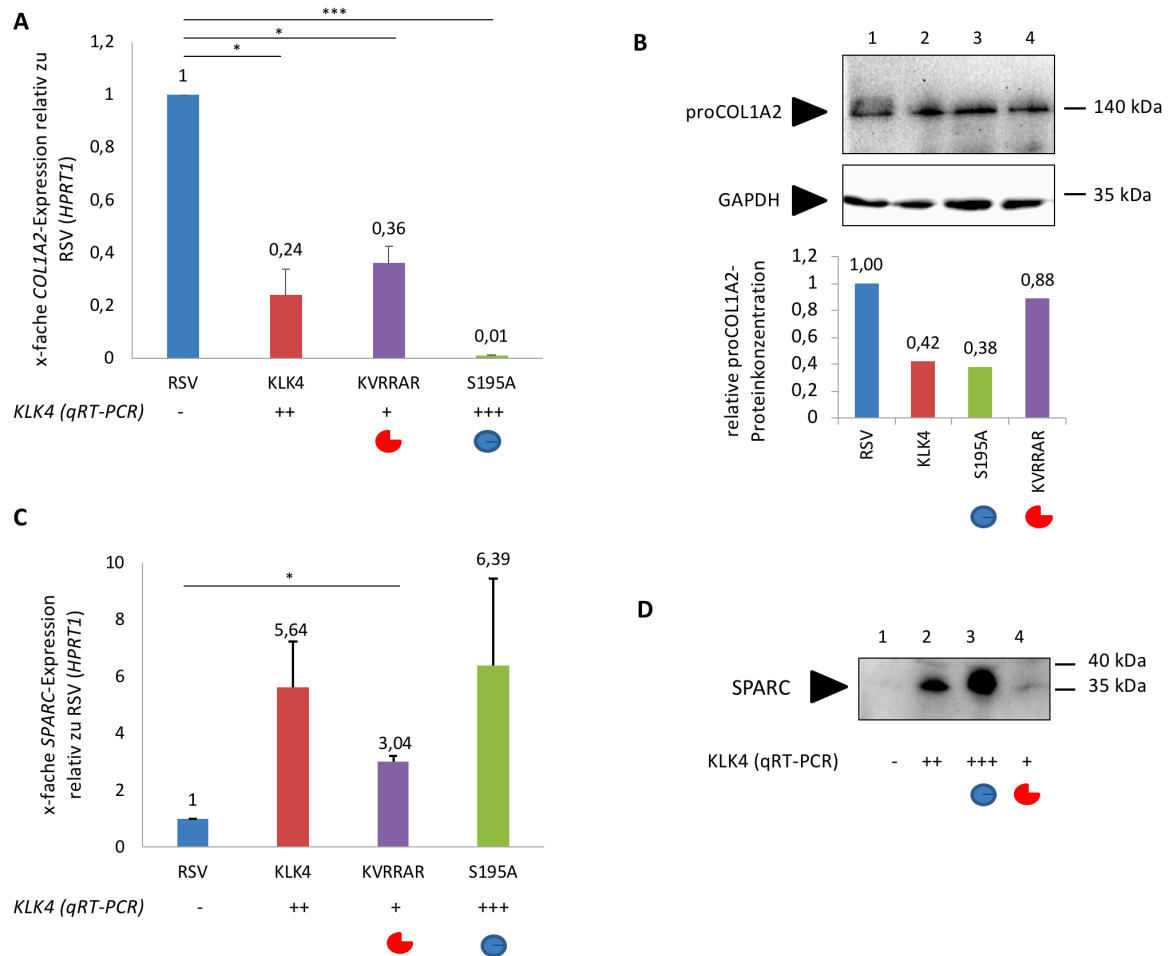 A
***
*
*
1,2
1
0,8
0,6
0,4
0,2
0
x-fache COL1A2-Expression relativ zu
RSV (HPRT1)
1
0,24
0,36
0,01
RSV KLK4 KVRRAR S195A
KLK4 (qRT-PCR) - ++ + +++
B
1 2 3 4
proCOL1A2
140 kDa
GAPDH
35 kDa
relative proCOL1A2-
Proteinkonzentration
1,2
1
0,8
0,6
0,4
0,2
0
1,00
0,42
0,38
0,88
RSV
KLK4
S195A
KVRRAR
C
x-fache SPARC-Expression
relativ zu RSV (HPRT1)
10
8
6
4
2
0
*
1
5,64
3,04
6,39
RSV KLK4 KVRRAR S195A
KLK4 (qRT-PCR) - ++ + +++
D
1 2 3 4
SPARC
40 kDa
35 kDa
KLK4 (qRT-PCR) - ++ +++ +